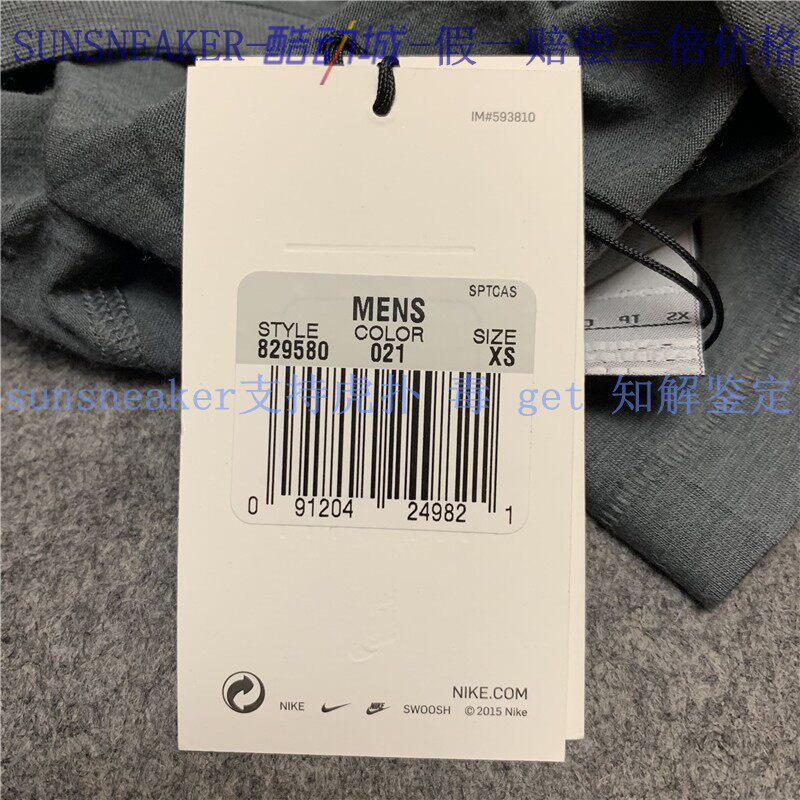 SUNSNEAKER-酷动城-假一赔偿三倍价格
IM#593810
SPTCAS
MENS
STYLE COLOR SIZE
829580 021 XS
XS TP
sunsneaker支持虎扑 毒 get 知解鉴定
0 91204 24982 1
NIKE.COM
NIKE SWOOSH © 2015 Nike